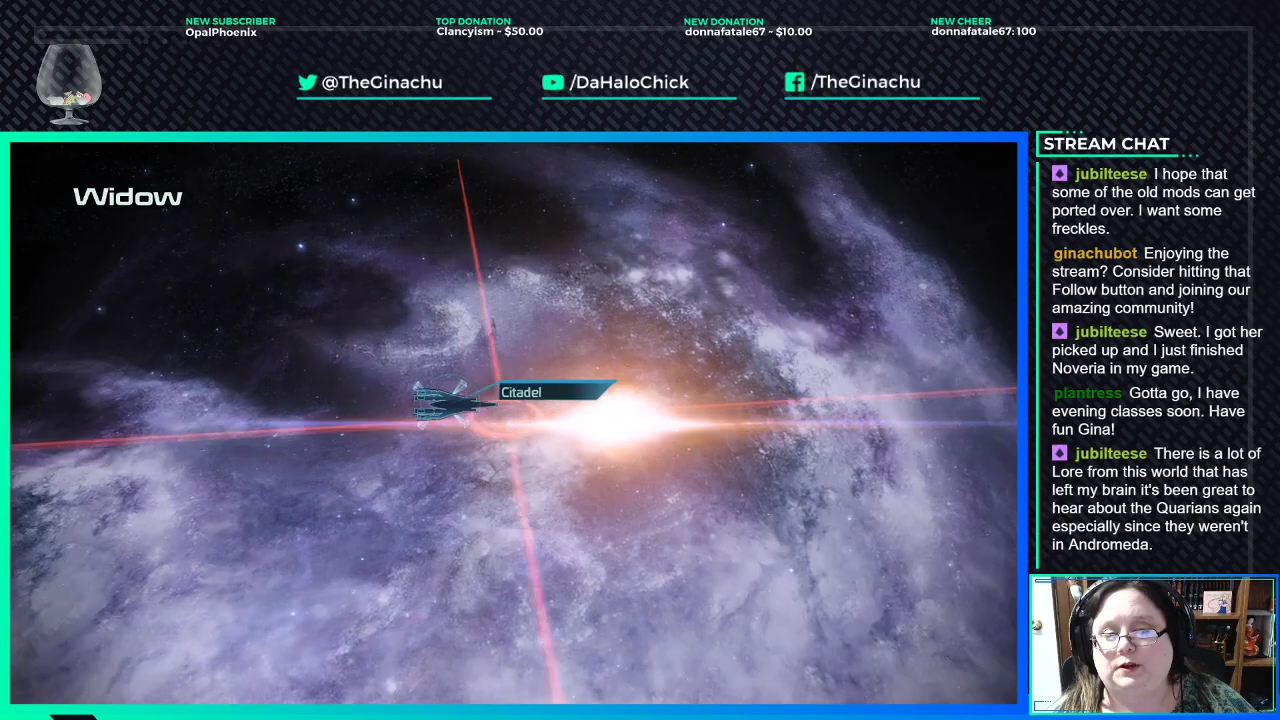 NEW SUBSCRIBER
OpalPhoenix
TOP DONATION
Clancyism ~ $50.00
NEW DONATION
donnafatale67 ~ $10.00
NEW CHEER
donnafatale67: 100
@TheGinachu
/DaHaloChick
/TheGinachu
STREAM CHAT
Widow
Citadel
jubilteese I hope that
some of the old mods can get
ported over. I want some
freckles.
ginachubot Enjoying the
stream? Consider hitting that
Follow button and joining our
amazing community!
jubilteese Sweet. I got her
picked up and I just finished
Noveria in my game.
plantress Gotta go, I have
evening classes soon. Have
fun Gina!
jubilteese There is a lot of
Lore from this world that has
left my brain it's been great to
hear about the Quarians again
especially since they weren't
in Andromeda.